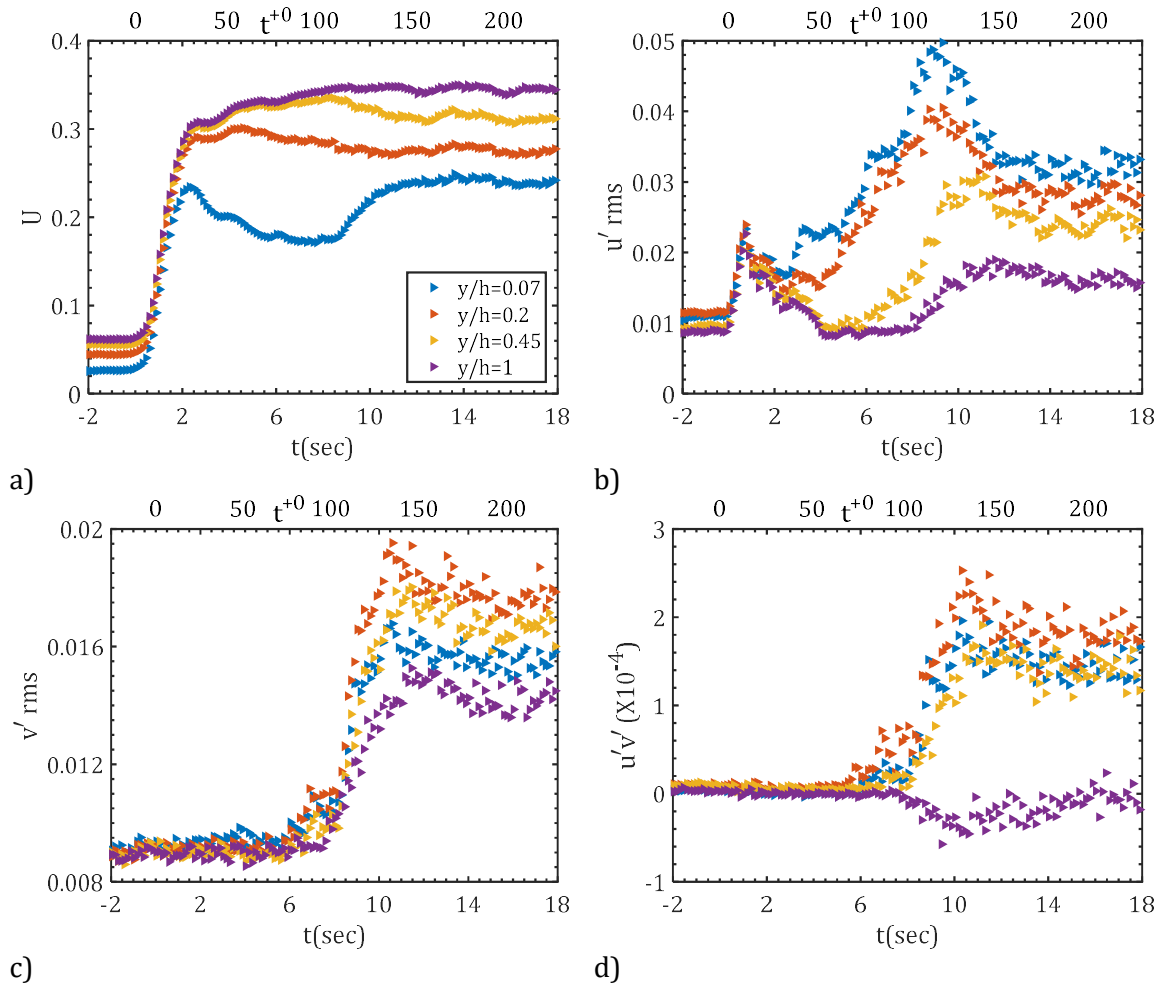 0 50 t+0 100 150 200
0.4
0.3
0.2
0.1
0
U
-2 2 6 10 14 18
t(sec)
y/h=0.07
y/h=0.2
y/h=0.45
y/h=1
a)
0 50 t+0 100 150 200
0.05
0.04
0.03
0.02
0.01
0
u' rms
-2 2 6 10 14 18
t(sec)
b)
0 50 t+0 100 150 200
0.02
0.016
0.012
0.008
v' rms
-2 2 6 10 14 18
t(sec)
c)
0 50 t+0 100 150 200
3
2
1
0
-1
u'v' (X10-4)
-2 2 6 10 14 18
t(sec)
d)